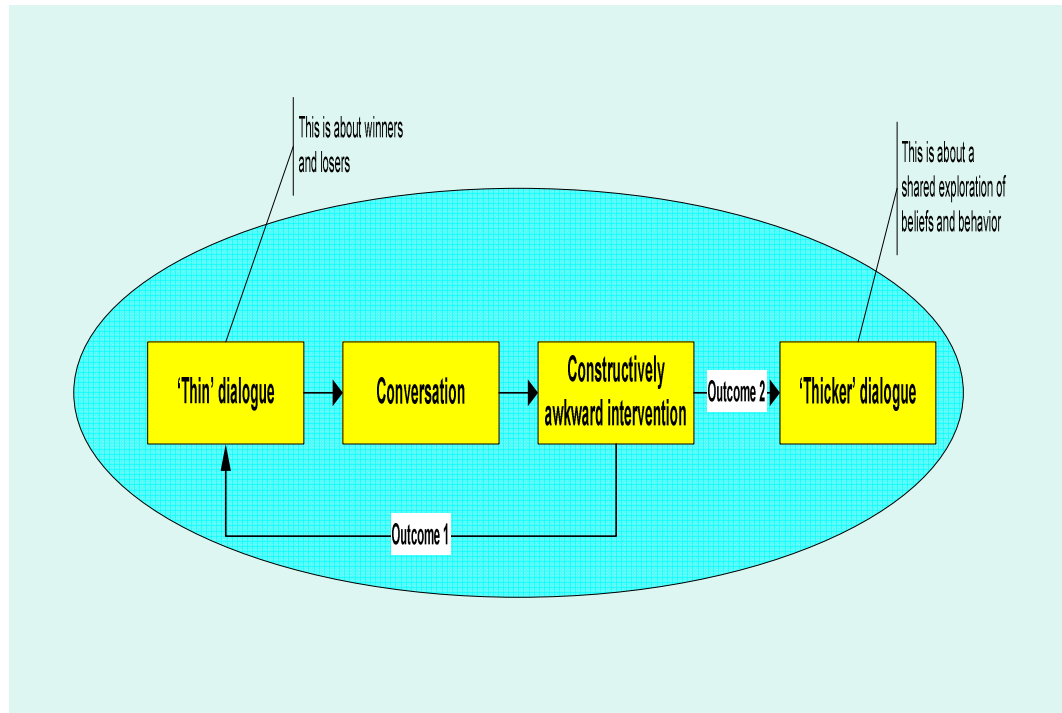 This is about winners
and losers
This is about a
shared exploration of
beliefs and behavior
‘Thin’ dialogue
Conversation
Constructively
awkward intervention
Outcome 2
‘Thicker’ dialogue
Outcome 1